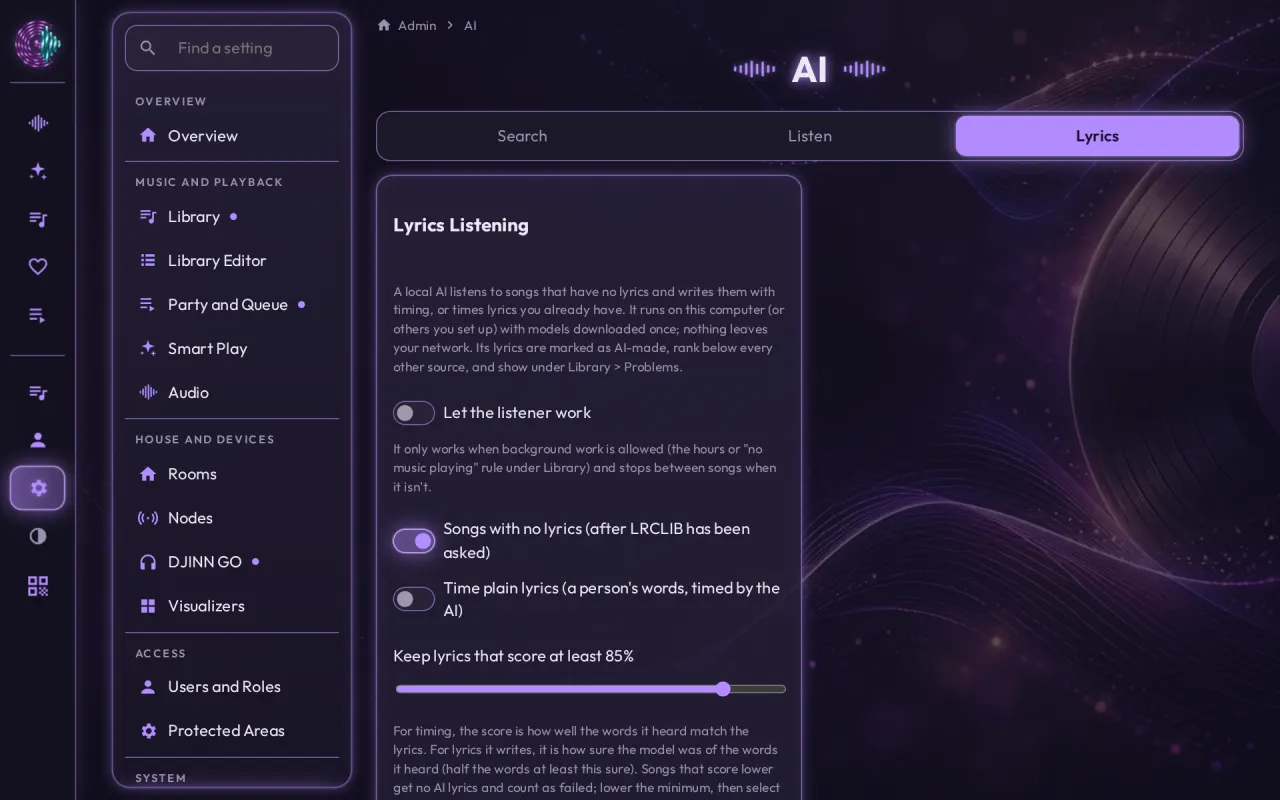 Find a setting
OVERVIEW
Overview
MUSIC AND PLAYBACK
Library
Library Editor
Party and Queue
Smart Play
Audio
HOUSE AND DEVICES
Rooms
Nodes
DJINN GO
Visualizers
ACCESS
Users and Roles
Protected Areas
SYSTEM
Admin > AI
AI
Search
Listen
Lyrics
Lyrics Listening
A local AI listens to songs that have no lyrics and writes them with
timing, or times lyrics you already have. It runs on this computer (or
others you set up) with models downloaded once; nothing leaves
your network. Its lyrics are marked as AI-made, rank below every
other source, and show under Library > Problems.
Let the listener work
It only works when background work is allowed (the hours or "no
music playing" rule under Library) and stops between songs when
it isn't.
Songs with no lyrics (after LRCLIB has been
asked)
Time plain lyrics (a person's words, timed by the
AI)
Keep lyrics that score at least 85%
For timing, the score is how well the words it heard match the
lyrics. For lyrics it writes, it is how sure the model was of the words
it heard (half the words at least this sure). Songs that score lower
get no AI lyrics and count as failed; lower the minimum, then select